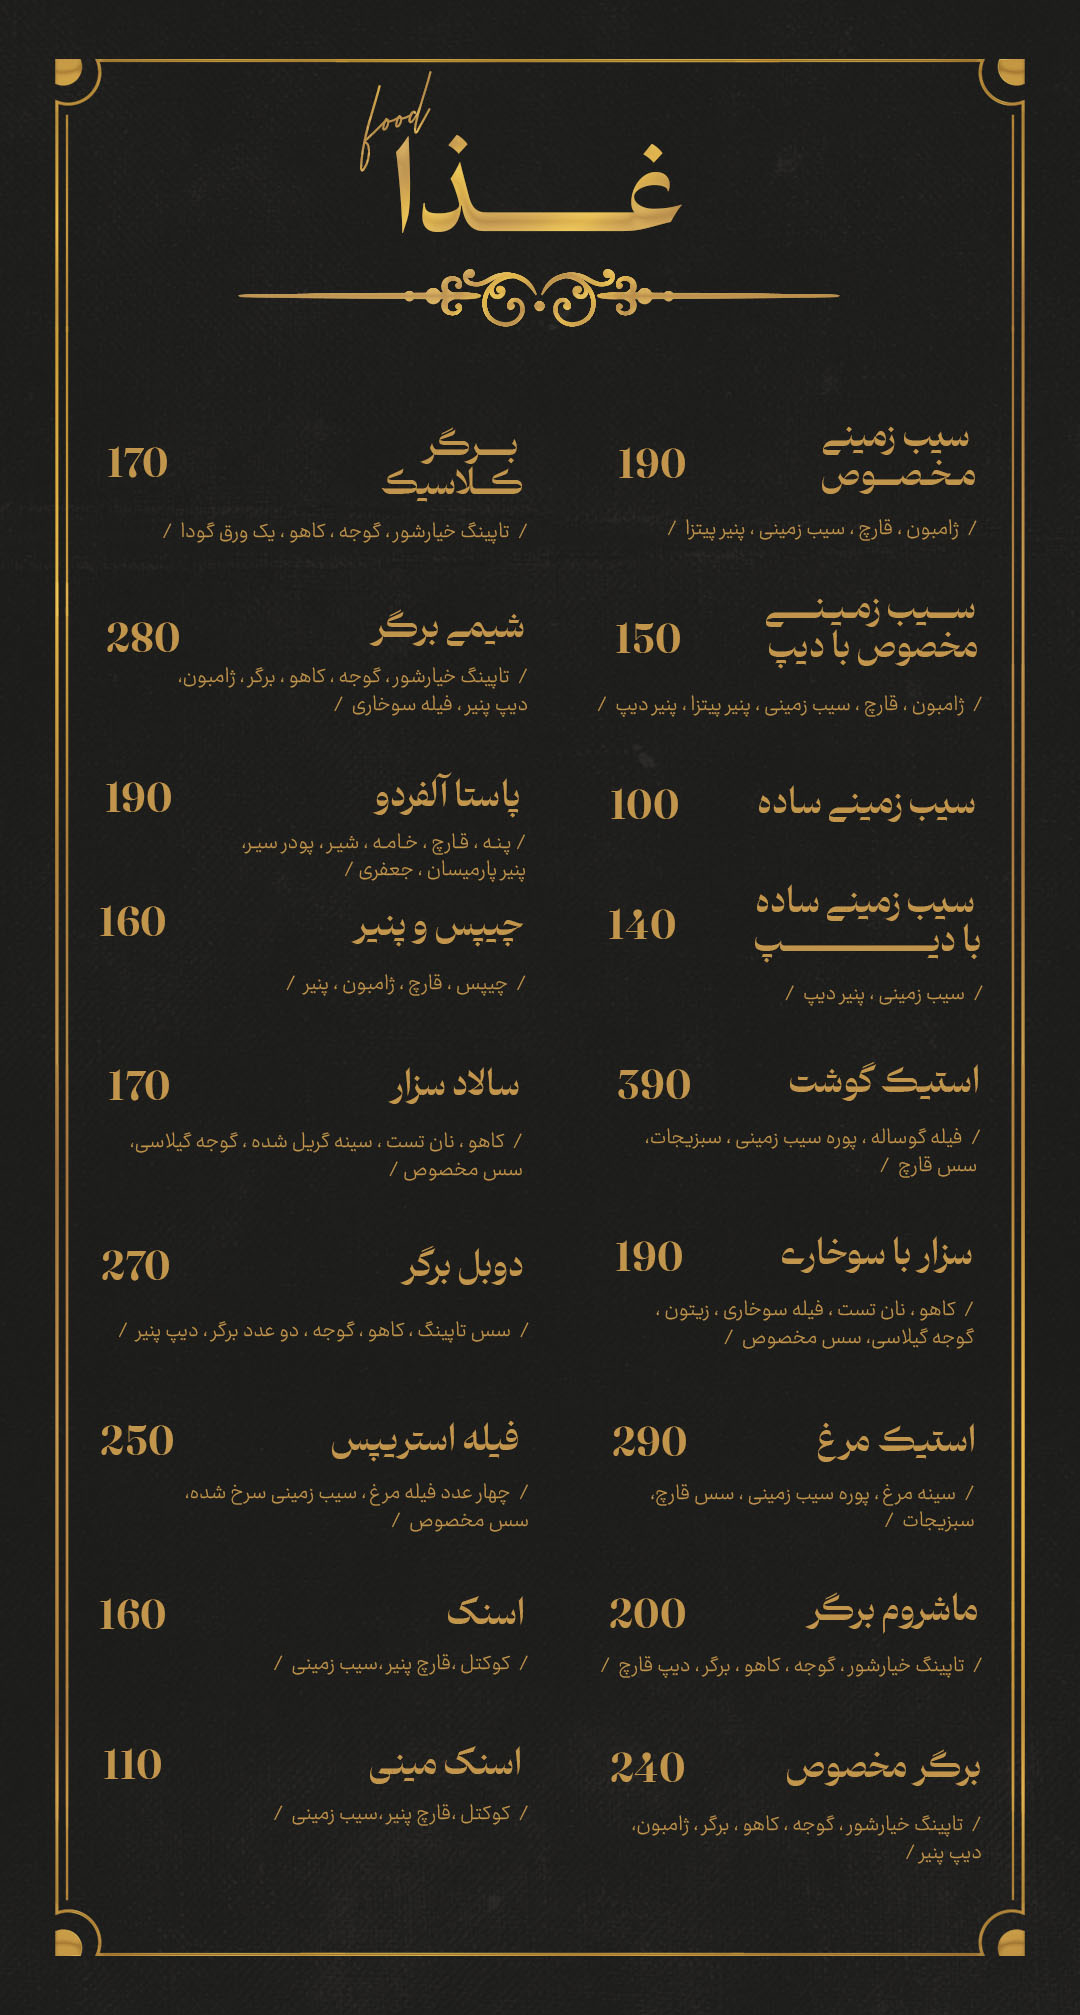 food
غذا
سیب زمینی
مخصوص
190
/ ژامبون ، قارچ ، سیب زمینی ، پنیر پیتزا /
سیب زمینی
مخصوص با دیپ
150
/ ژامبون ، قارچ ، سیب زمینی ، پنیر پیتزا ، پنیر دیپ /
سیب زمینی ساده
100
سیب زمینی ساده
با دیپ
140
/ سیب زمینی ، پنیر دیپ /
استیک گوشت
390
/ فیله گوساله ، پوره سیب زمینی ، سبزیجات،
سس قارچ /
سزار با سوخاری
190
/ کاهو ، نان تست ، فیله سوخاری ، زیتون ،
گوجه گیلاسی، سس مخصوص /
استیک مرغ
290
/ سینه مرغ ، پوره سیب زمینی ، سس قارچ،
سبزیجات /
ماشروم برگر
200
/ تاپینگ خیارشور ، گوجه ، کاهو ، برگر ، دیپ قارچ /
برگر مخصوص
240
/ تاپینگ خیارشور ، گوجه ، کاهو ، برگر ، ژامبون،
دیپ پنیر /
برگر
کلاسیک
170
/ تاپینگ خیارشور ، گوجه ، کاهو ، یک ورق گودا /
شیمی برگر
280
/ تاپینگ خیارشور ، گوجه ، کاهو ، برگر ، ژامبون،
دیپ پنیر ، فیله سوخاری /
پاستا آلفردو
190
/ پنه ، قارچ ، خامه ، شیر ، پودر سیر،
پنیر پارمیسان ، جعفری /
چیپس و پنیر
160
/ چیپس ، قارچ ، ژامبون ، پنیر /
سالاد سزار
170
/ کاهو ، نان تست ، سینه گریل شده ، گوجه گیلاسی،
سس مخصوص /
دوبل برگر
270
/ سس تاپینگ ، کاهو ، گوجه ، دو عدد برگر ، دیپ پنیر /
فیله استریپس
250
/ چهار عدد فیله مرغ ، سیب زمینی سرخ شده،
سس مخصوص /
اسنک
160
/ کوکتل ،قارچ پنیر ،سیب زمینی /
اسنک مینی
110
/ کوکتل ،قارچ پنیر ،سیب زمینی /